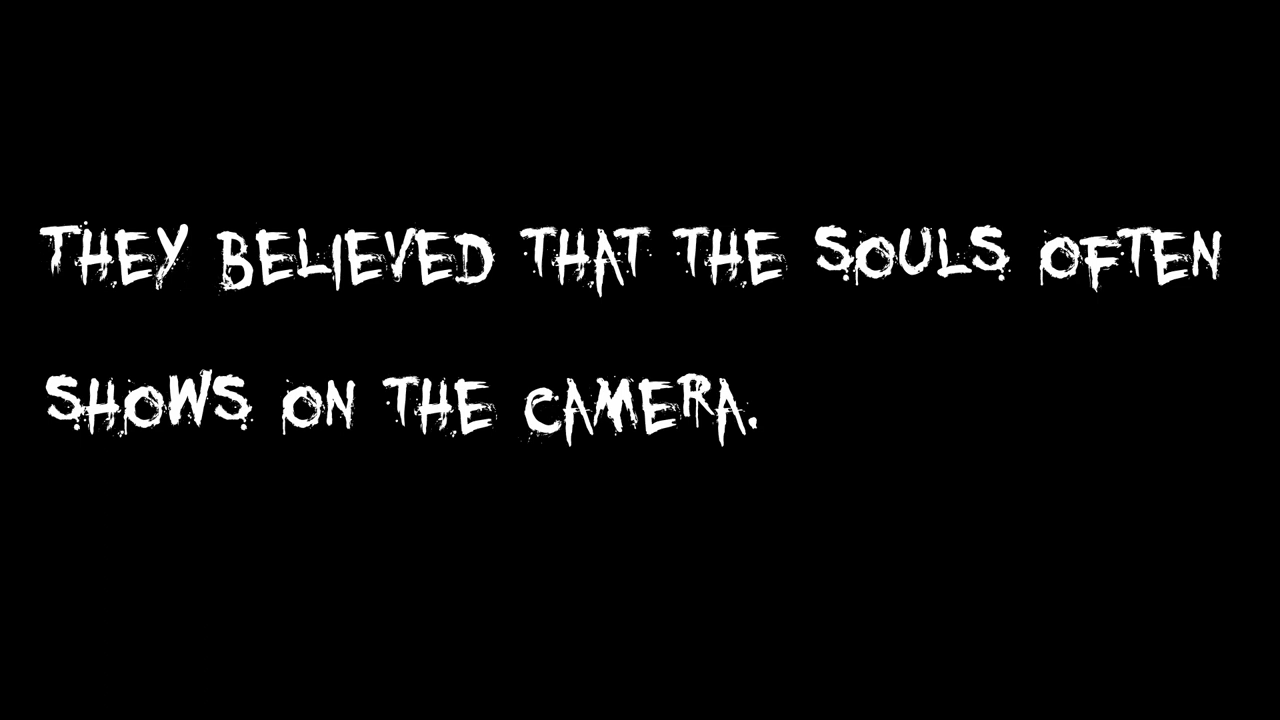 THEY BELIEVED THAT THE SOULS OFTEN
SHOWS ON THE CAMERA.